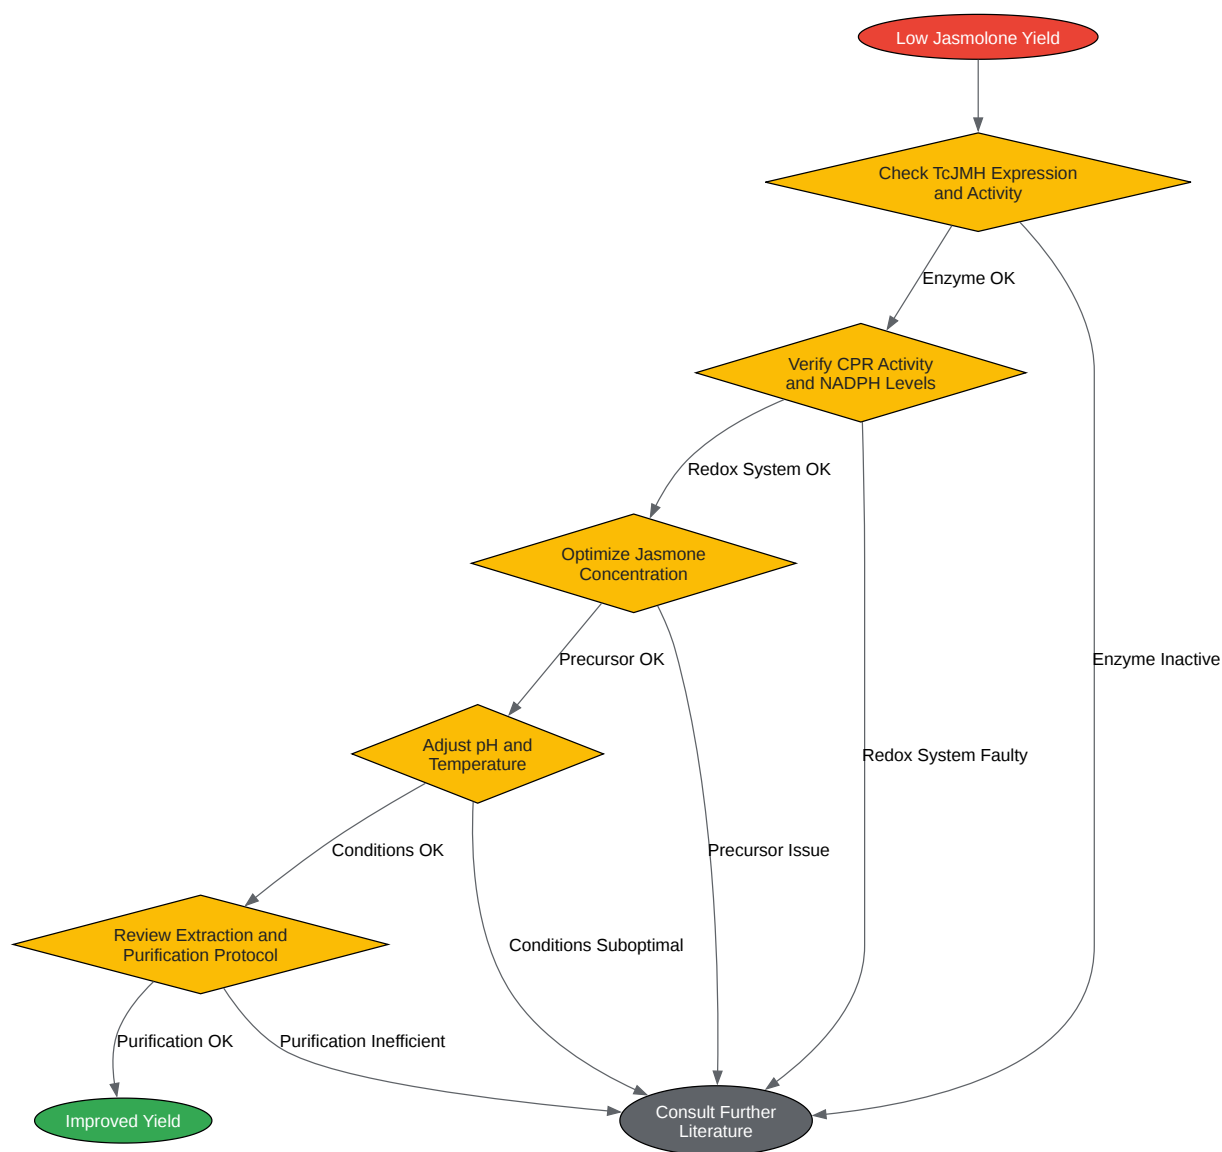 Low Jasmolone Yield
Check TcJMH Expression
and Activity
Enzyme OK
Verify CPR Activity
and NADPH Levels
Redox System OK
Optimize Jasmone
Concentration
Precursor OK
Enzyme Inactive
Adjust pH and
Temperature
Redox System Faulty
Conditions OK
Precursor Issue
Review Extraction and
Purification Protocol
Conditions Suboptimal
Purification OK
Purification Inefficient
Improved Yield
Consult Further
Literature